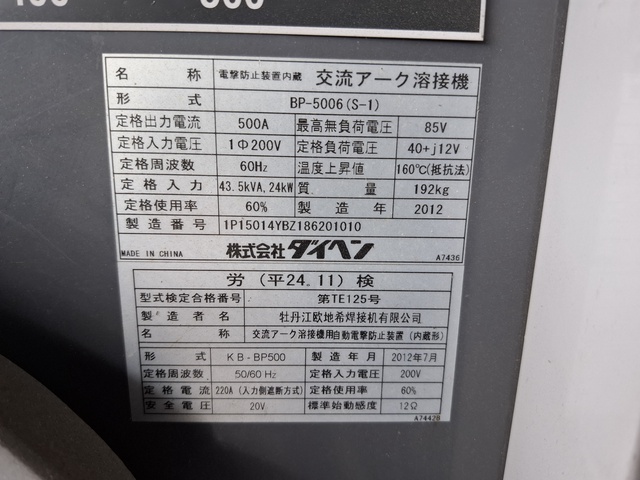 名称 電撃防止装置内蔵 交流アーク溶接機
形式 BP-5006(S-1)
定格出力電流 500A 最高無負荷電圧 85V
定格入力電圧 1Φ200V 定格負荷電圧 40+j12V
定格周波数 60Hz 温度上昇値 160℃(抵抗法)
定格入力 43.5kVA,24kW 質量 192kg
定格使用率 60% 製造年 2012
製造番号 1P15014YBZ186201010
MADE IN CHINA 株式会社ダイヘン A7436
労(平24.11)検
型式検定合格番号 第TE125号
製造者 牡丹江欧地希焊接机有限公司
名称 交流アーク溶接機用自動電撃防止装置(内蔵形)
形式 KB-BP500 製造年月 2012年7月
定格周波数 50/60Hz 定格入力電圧 200V
定格電流 220A(入力側遮断方式) 定格使用率 60%
安全電圧 20V 標準始動感度 12Ω
A7442B